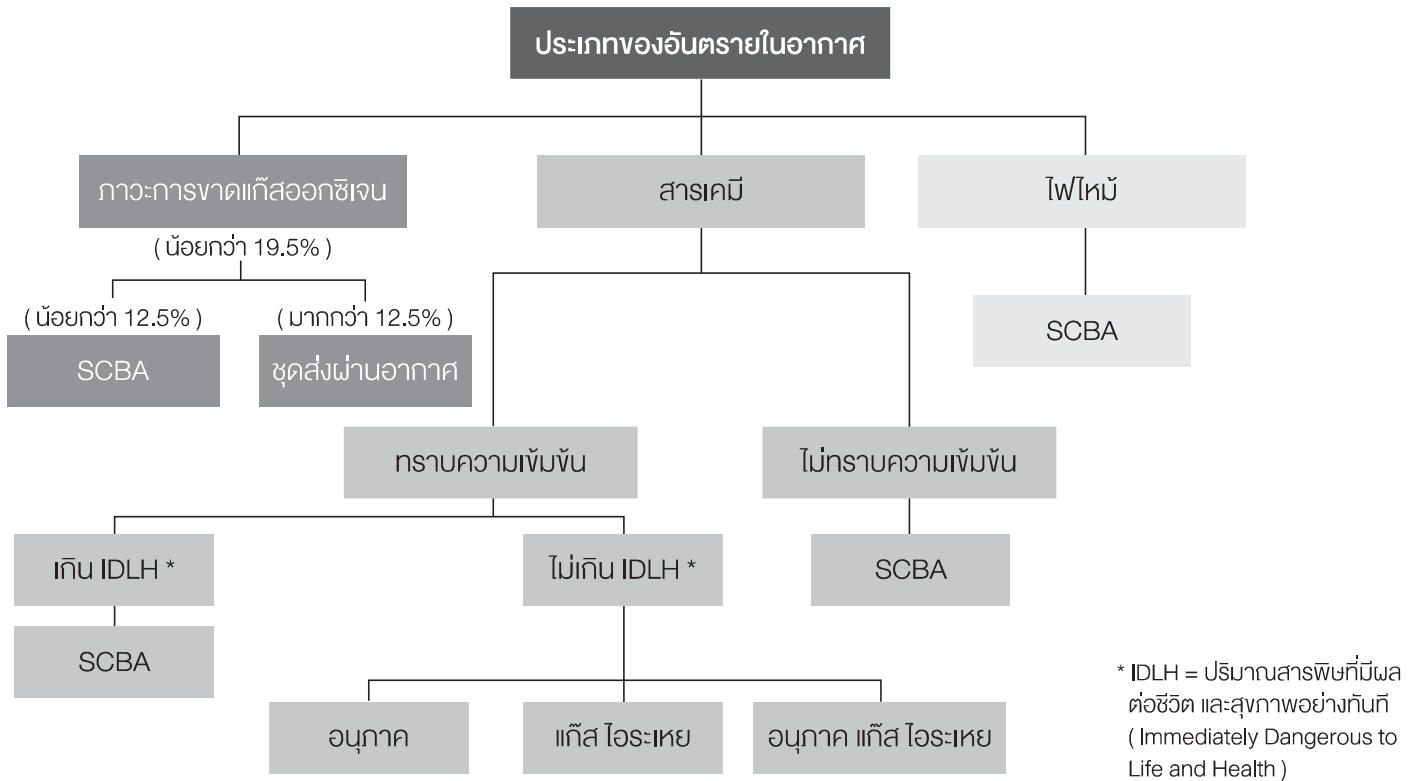 ประเภทของอันตรายในอากาศ
ภาวะการขาดแก๊สออกซิเจน
สารเคมี
ไฟไหม้
( น้อยกว่า 19.5% )
( น้อยกว่า 12.5% )
( มากกว่า 12.5% )
SCBA
ชุดส่งผ่านอากาศ
SCBA
ทราบความเข้มข้น
ไม่ทราบความเข้มข้น
เกิน IDLH *
ไม่เกิน IDLH *
SCBA
SCBA
อนุภาค
แก๊ส ไอระเหย
อนุภาค แก๊ส ไอระเหย
* IDLH = ปริมาณสารพิษที่มีผล
ต่อชีวิต และสุขภาพอย่างทันที
( Immediately Dangerous to
Life and Health )